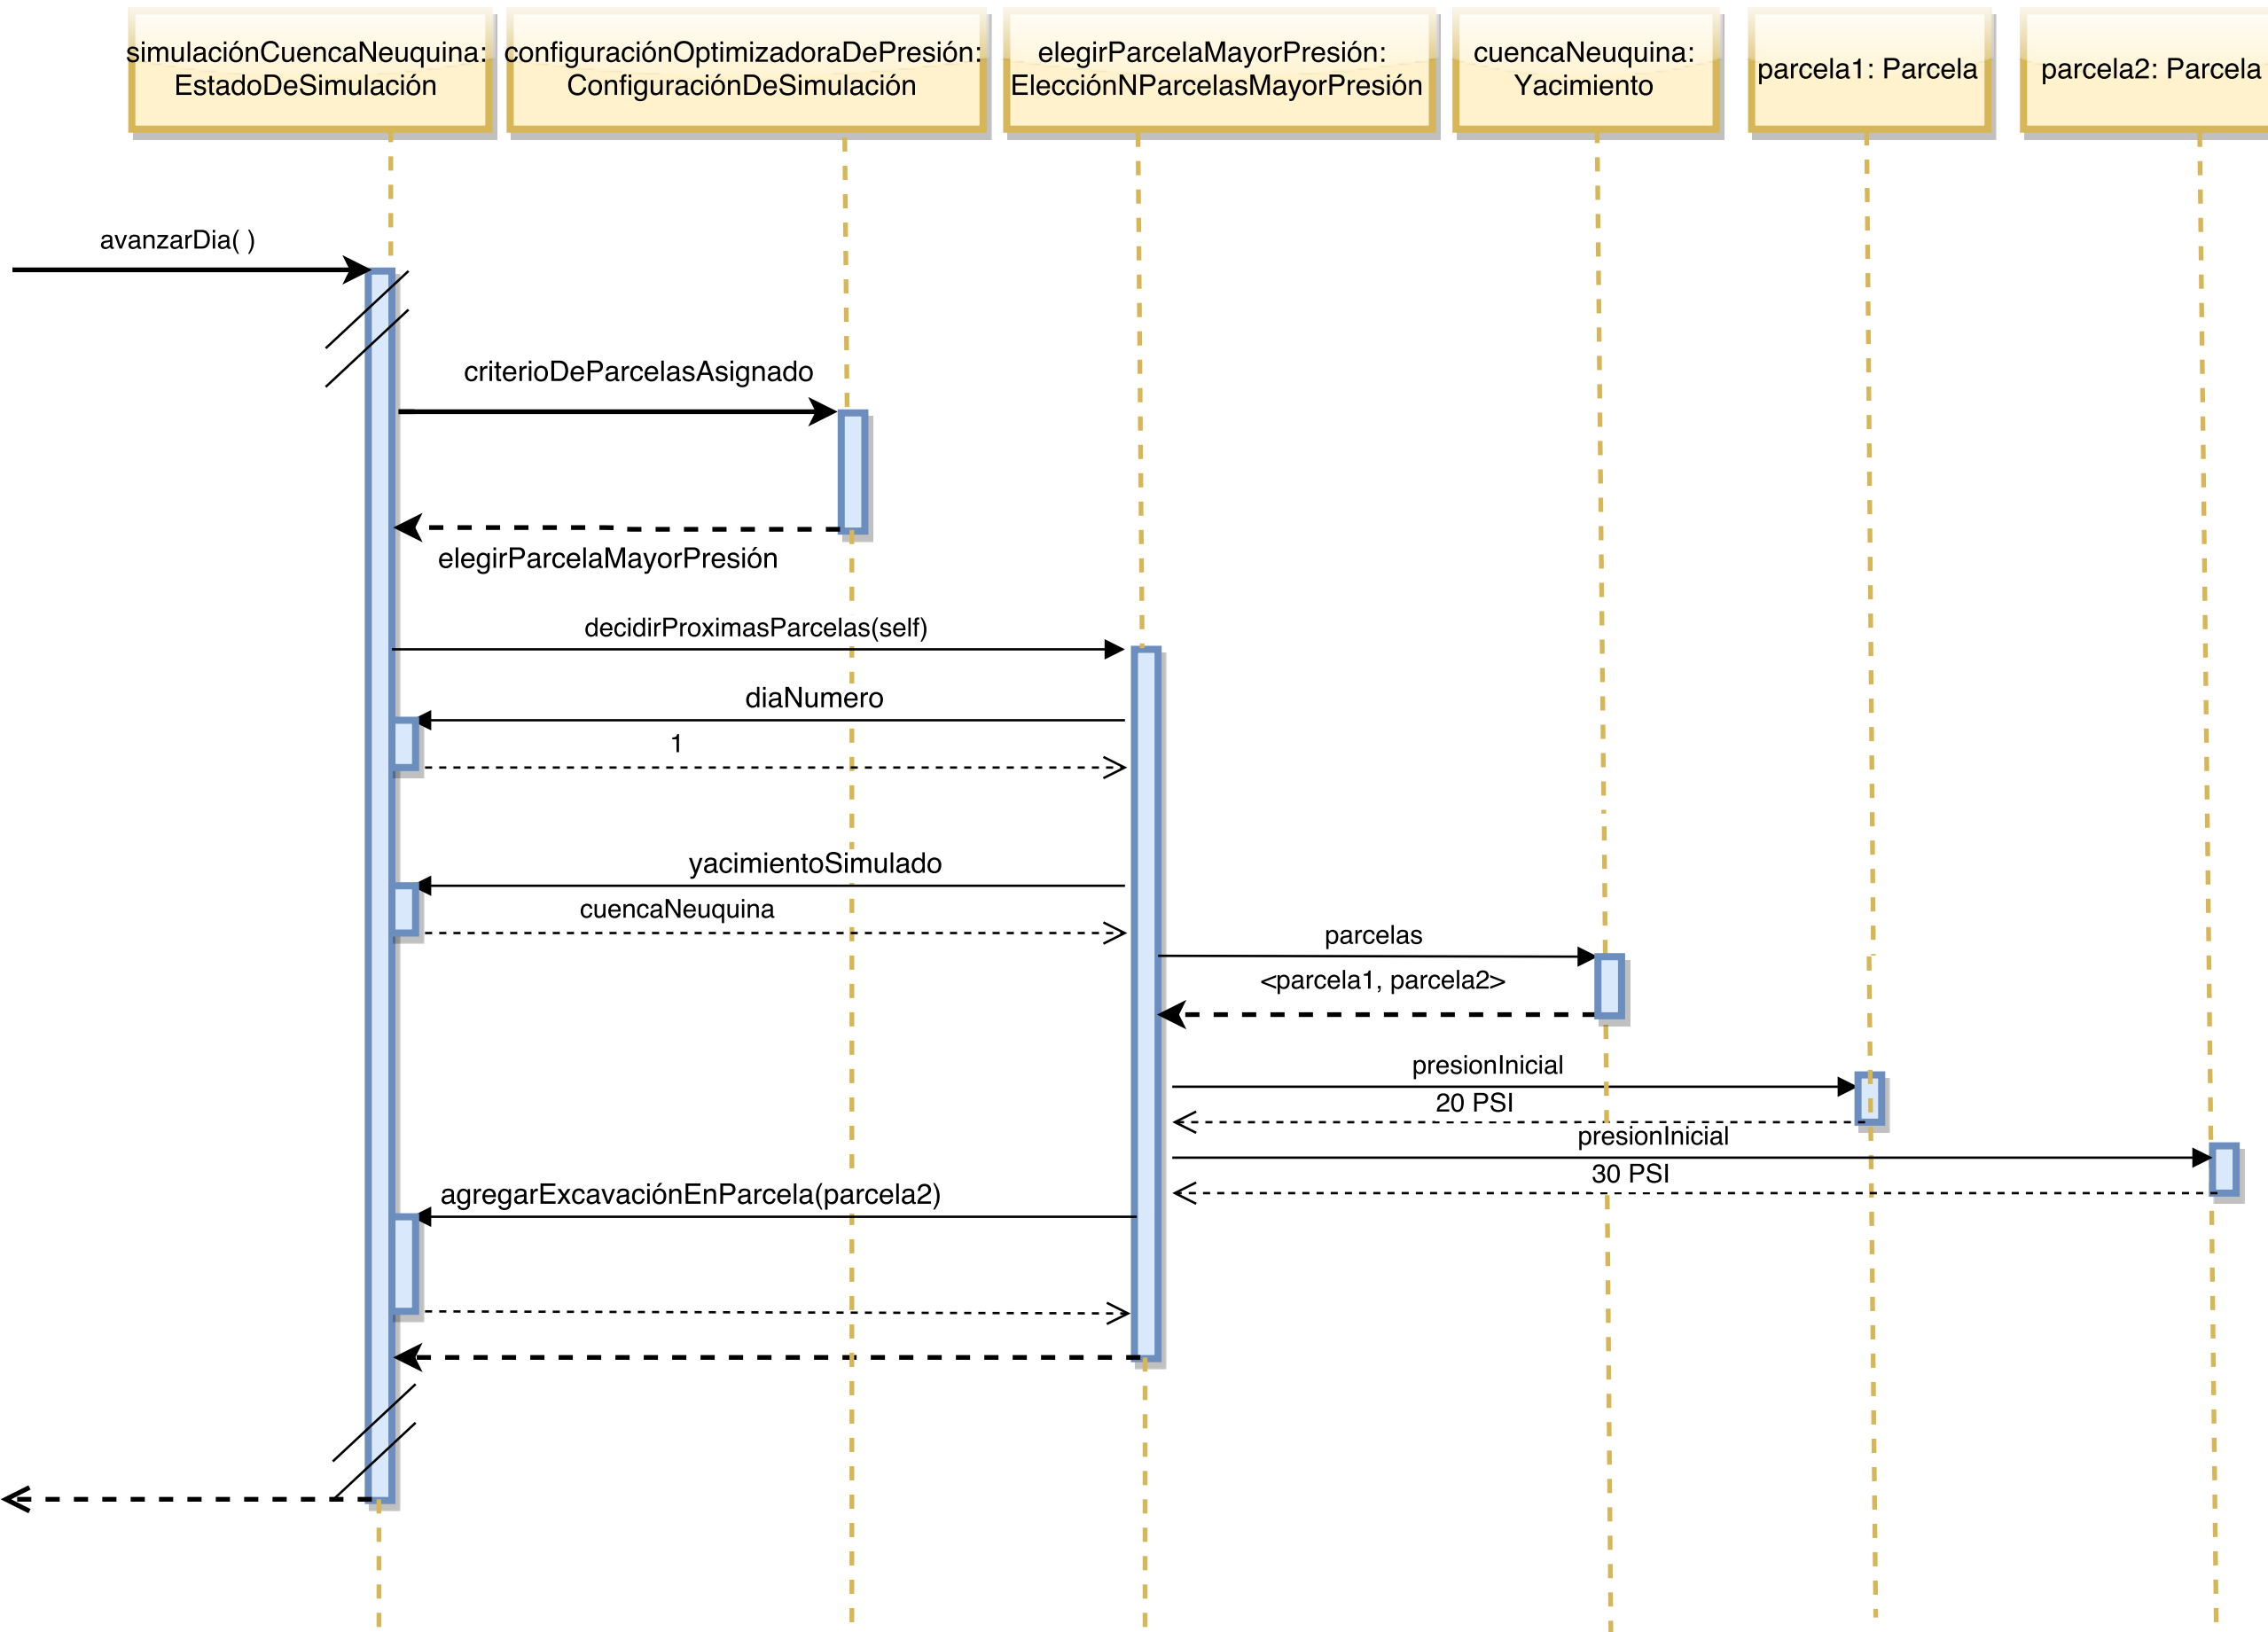 simulaciónCuencaNeuquina:
EstadoDeSimulación
configuraciónOptimizadoraDePresión:
ConfiguraciónDeSimulación
elegirParcelaMayorPresión:
ElecciónNParcelasMayorPresión
cuencaNeuquina:
Yacimiento
parcela1: Parcela
parcela2: Parcela
avanzarDia( )
criterioDeParcelasAsignado
elegirParcelaMayorPresión
decidirProximasParcelas(self)
diaNumero
1
yacimientoSimulado
cuencaNeuquina
parcelas
<parcela1, parcela2>
presionInicial
20 PSI
presionInicial
30 PSI
agregarExcavaciónEnParcela(parcela2)